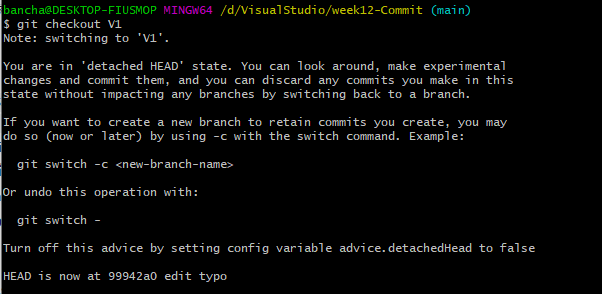 bancha@DESKTOP-FIUSMOP MINGW64 /d/VisualStudio/week12-Commit (main)
$ git checkout V1
Note: switching to 'V1'.
You are in 'detached HEAD' state. You can look around, make experimental
changes and commit them, and you can discard any commits you make in this
state without impacting any branches by switching back to a branch.
If you want to create a new branch to retain commits you create, you may
do so (now or later) by using -c with the switch command. Example:
git switch -c <new-branch-name>
Or undo this operation with:
git switch -
Turn off this advice by setting config variable advice.detachedHead to false
HEAD is now at 99942a0 edit typo